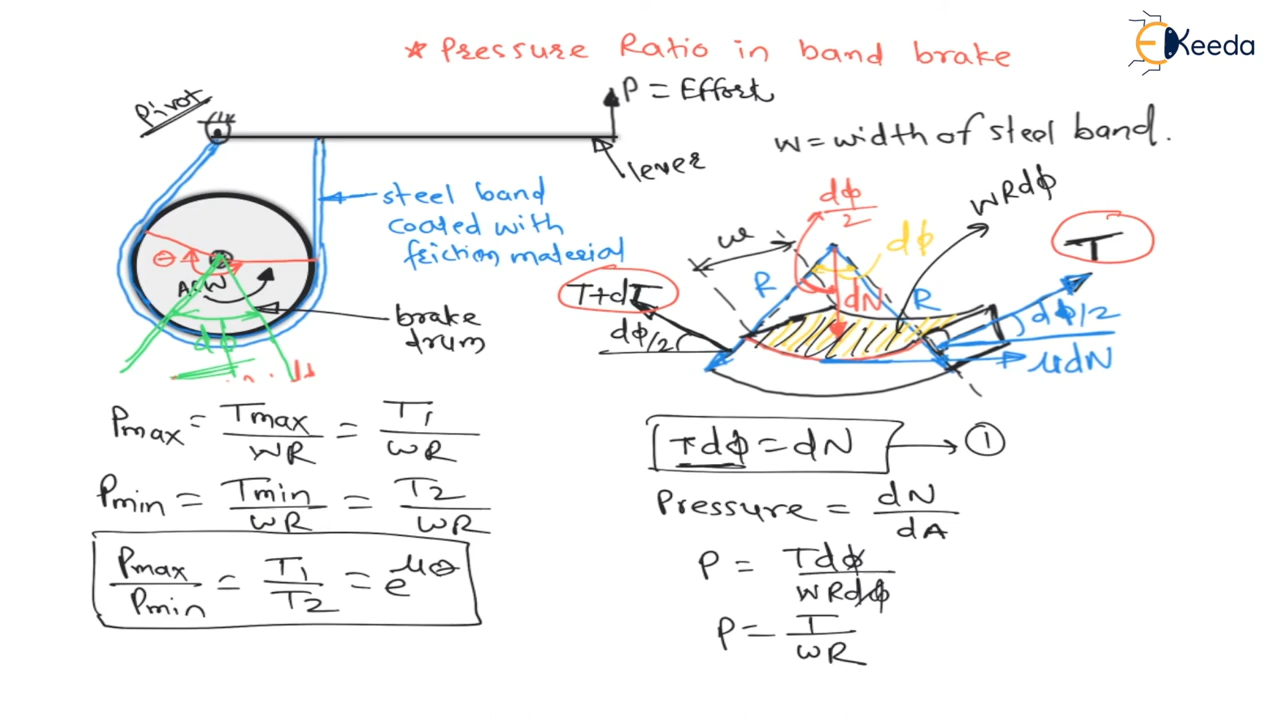 * Pressure Ratio in band brake
EKeeda
Pivot
P = Effort
lever
W = width of steel band.
steel band
coated with
friction material
θ
ACW
dφ
brake
drum
dφ/2
w
dφ
WRdφ
T
T+dT
R
dN
R
dφ/2
dφ/2
μdN
Pmax = Tmax/WR = T1/WR
Pmin = Tmin/WR = T2/WR
Pmax/Pmin = T1/T2 = e^μθ
Tdφ = dN → ①
Pressure = dN/dA
P = Tdφ/WRdφ
P = T/WR